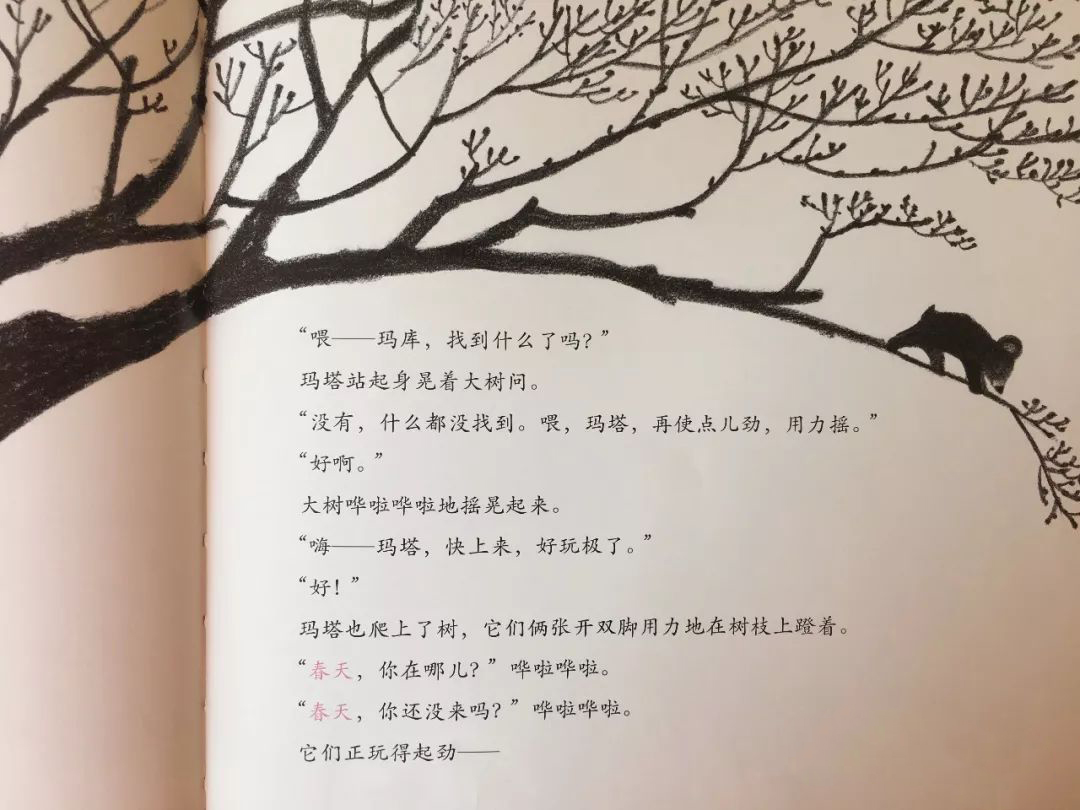 “喂——玛库，找到什么了吗？”
玛塔站起身晃着大树问。
“没有，什么都没找到。喂，玛塔，再使点儿劲，用力摇。”
“好啊。”
大树哗啦哗啦地摇晃起来。
“嗨——玛塔，快上来，好玩极了。”
“好！”
玛塔也爬上了树，它们俩张开双脚用力地在树枝上蹬着。
“春天，你在哪儿？”哗啦哗啦。
“春天，你还没来吗？”哗啦哗啦。
它们正玩得起劲——